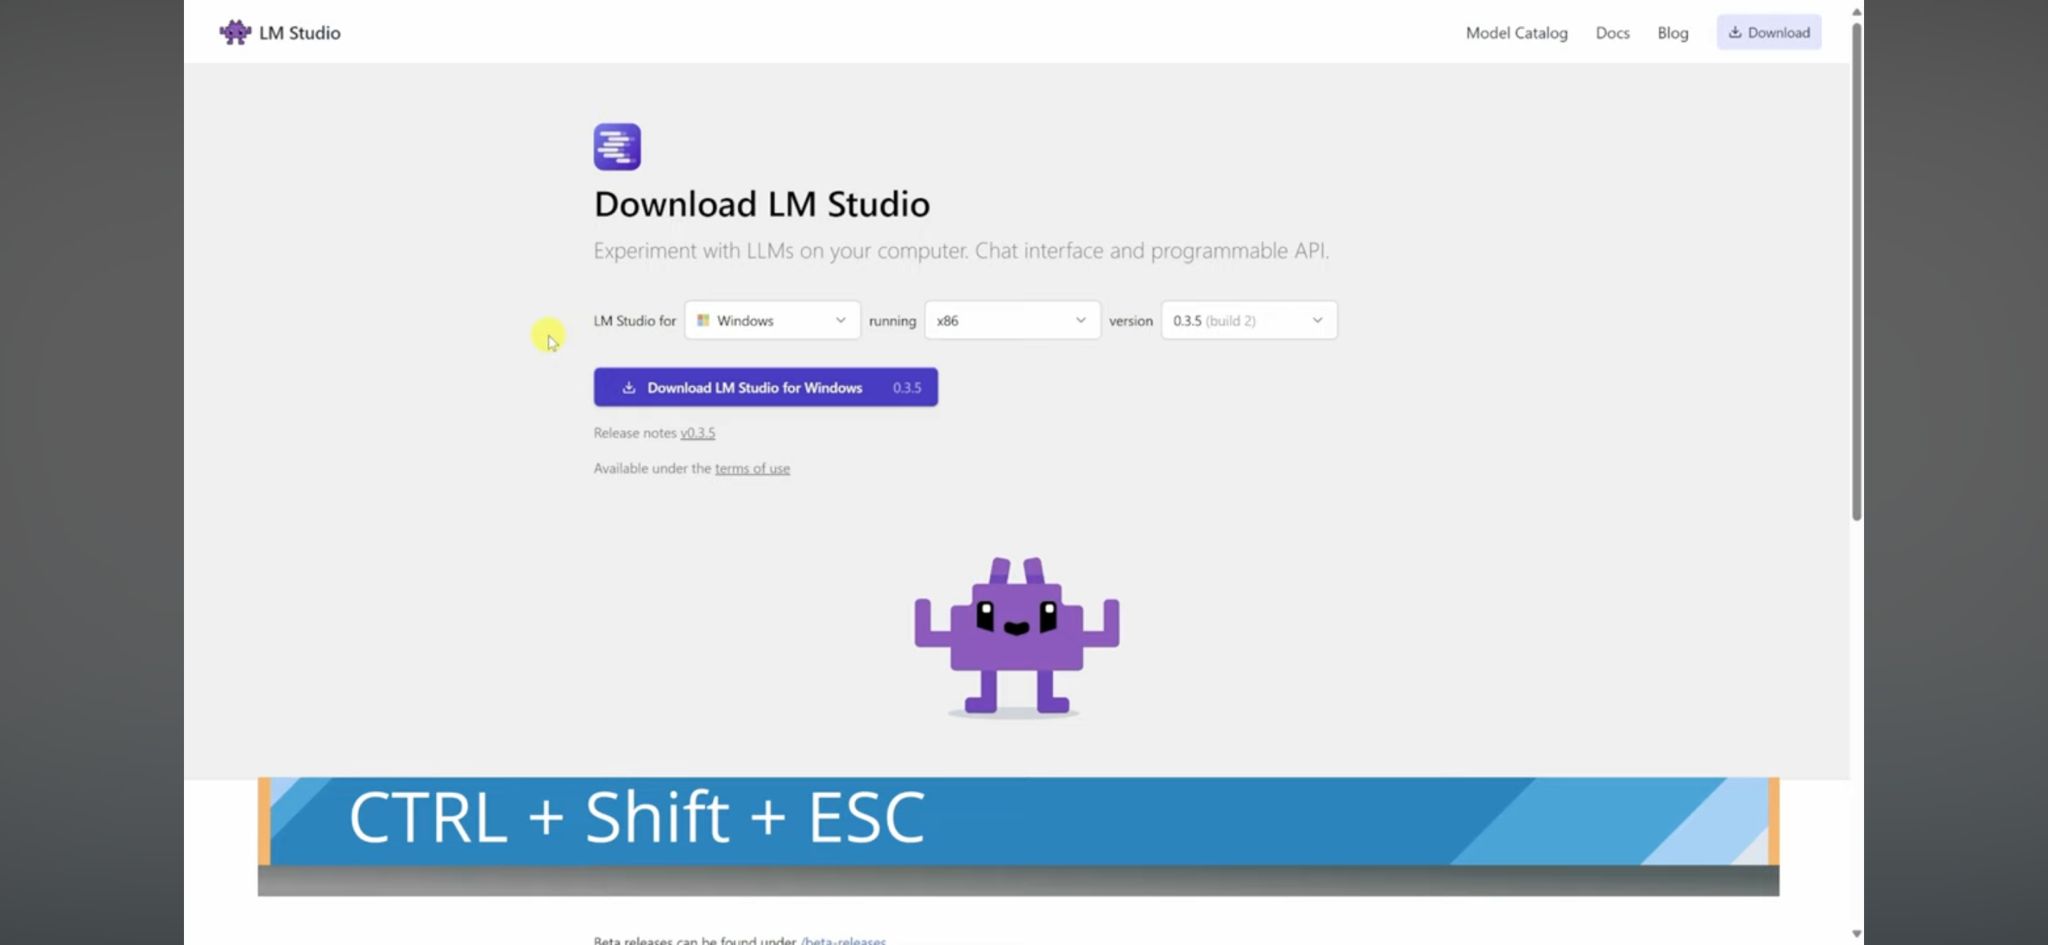 LM Studio
Model Catalog Docs Blog Download
Download LM Studio
Experiment with LLMs on your computer. Chat interface and programmable API.
LM Studio for Windows running x86 version 0.3.5 (build 2)
Download LM Studio for Windows 0.3.5
Release notes v0.3.5
Available under the terms of use
CTRL + Shift + ESC
Beta releases can be found under /beta-releases